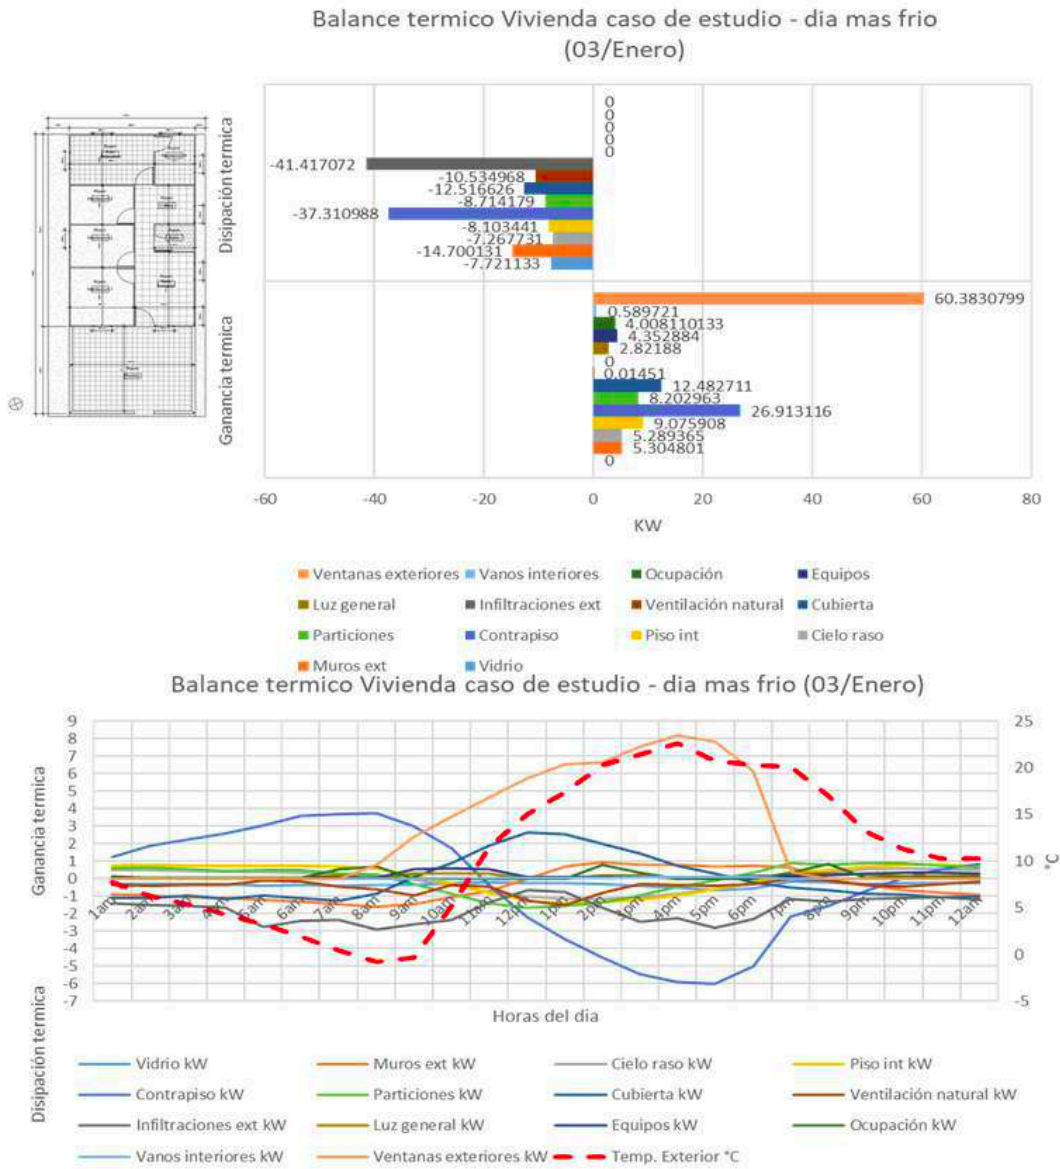 Balance termico Vivienda caso de estudio - dia mas frio
(03/Enero)
Disipación termica
0
0
0
0
0
-41.417072
-10.534968
-12.516626
-8.714179
-37.310988
-8.103441
-7.267731
-14.700131
-7.721133
Ganancia termica
60.3830799
0.589721
4.008110133
4.352884
2.82188
0
0.01451
12.482711
8.202963
26.913116
9.075908
5.289365
5.304801
0
-60 -40 -20 0 20 40 60 80
KW
Ventanas exteriores Vanos interiores Ocupación Equipos
Luz general Infiltraciones ext Ventilación natural Cubierta
Particiones Contrapiso Piso int Cielo raso
Muros ext Vidrio
Balance termico Vivienda caso de estudio - dia mas frio (03/Enero)
Ganancia termica
Disipación termica
9
8
7
6
5
4
3
2
1
0
-1
-2
-3
-4
-5
-6
-7
25
20
15
10
5
0
-5
°C
1am 2am 3am 4am 5am 6am 7am 8am 9am 10am 11am 12pm 1pm 2pm 3pm 4pm 5pm 6pm 7pm 8pm 9pm 10pm 11pm 12am
Horas del dia
Vidrio kW Muros ext kW Cielo raso kW Piso int kW
Contrapiso kW Particiones kW Cubierta kW Ventilación natural kW
Infiltraciones ext kW Luz general kW Equipos kW Ocupación kW
Vanos interiores kW Ventanas exteriores kW Temp. Exterior °C